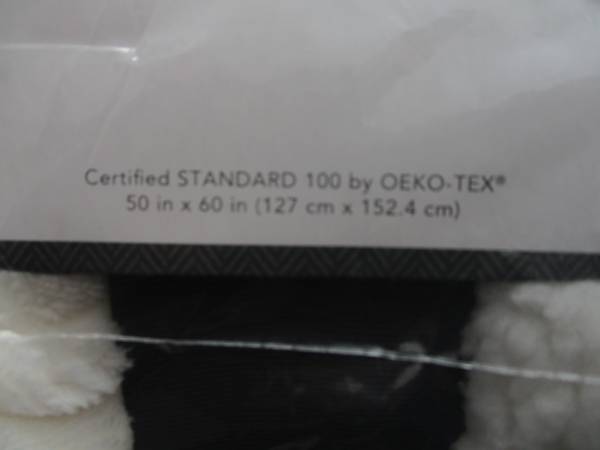 Certified STANDARD 100 by OEKO-TEX®
50 in x 60 in (127 cm x 152.4 cm)